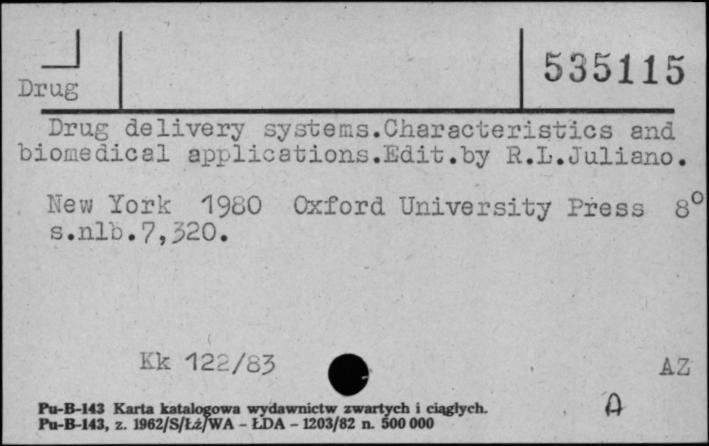 Drug
535115
Drug delivery systems.Characteristics and
biomedical applications.Edit.by R.L.Juliano.
New York 1980 Oxford University Press 8°
s.nlb.7,320.
Kk 122/83
AZ
A
Pu-B-143 Karta katalogowa wydawnictw zwartych i ciągłych.
Pu-B-143, z. 1962/S/Łź/WA - ŁDA - 1203/82 n. 500 000